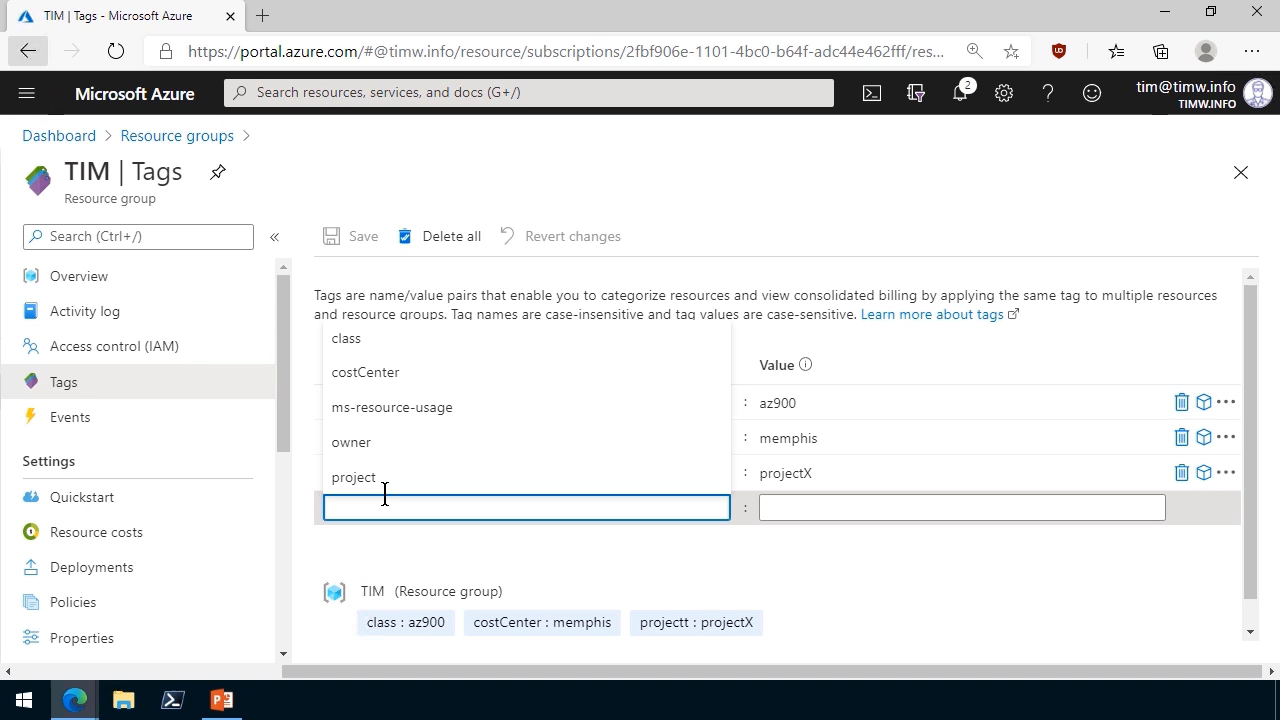 TIM | Tags - Microsoft Azure
https://portal.azure.com/#@timw.info/resource/subscriptions/2fbf906e-1101-4bc0-b64f-adc44e462fff/res...
Microsoft Azure
Search resources, services, and docs (G+/)
2
tim@timw.info
TIMW.INFO
Dashboard > Resource groups >
TIM | Tags
Resource group
Search (Ctrl+/)
«
Save
Delete all
Revert changes
Overview
Activity log
Access control (IAM)
Tags
Events
Settings
Quickstart
Resource costs
Deployments
Policies
Properties
Tags are name/value pairs that enable you to categorize resources and view consolidated billing by applying the same tag to multiple resources
and resource groups. Tag names are case-insensitive and tag values are case-sensitive. Learn more about tags
class
costCenter
ms-resource-usage
owner
project
Value
: az900
: memphis
: projectX
:
TIM (Resource group)
class : az900
costCenter : memphis
projectt : projectX